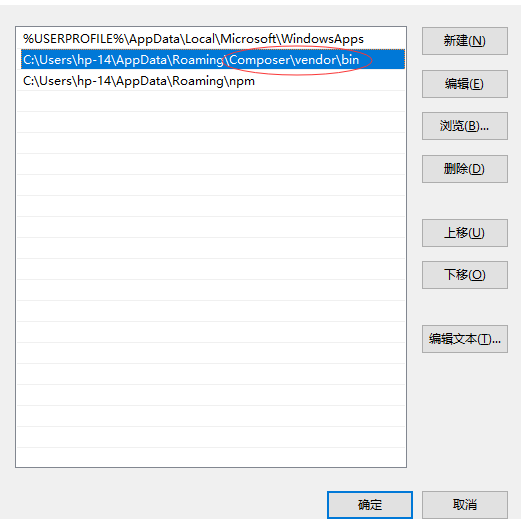 %USERPROFILE%\AppData\Local\Microsoft\WindowsApps
C:\Users\hp-14\AppData\Roaming\Composer\vendor\bin
C:\Users\hp-14\AppData\Roaming\npm
新建(N)
编辑(E)
浏览(B)...
删除(D)
上移(U)
下移(O)
编辑文本(T)...
确定
取消